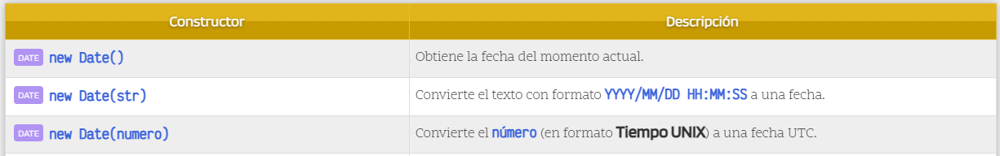 Constructor Descripción
DATE new Date() Obtiene la fecha del momento actual.
DATE new Date(str) Convierte el texto con formato YYYY/MM/DD HH:MM:SS a una fecha.
DATE new Date(numero) Convierte el número (en formato Tiempo UNIX) a una fecha UTC.